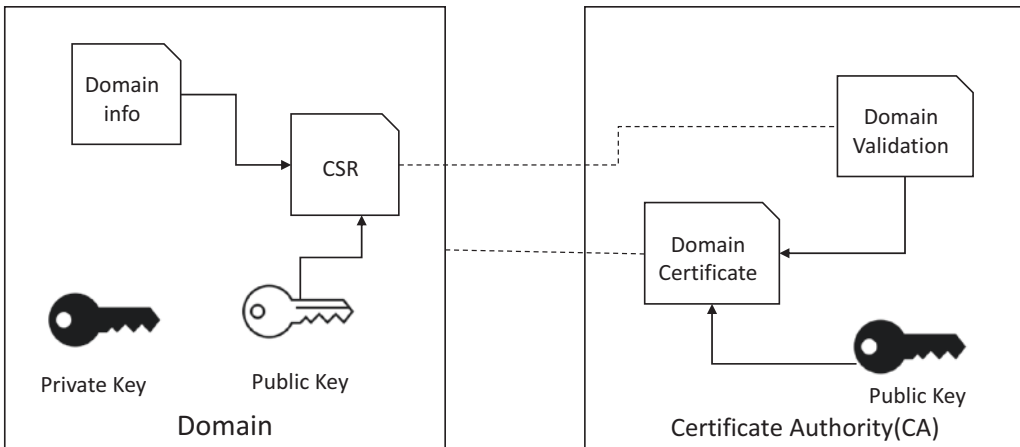 Domain
info
CSR
Private Key
Public Key
Domain
Domain
Validation
Domain
Certificate
Public Key
Certificate Authority(CA)